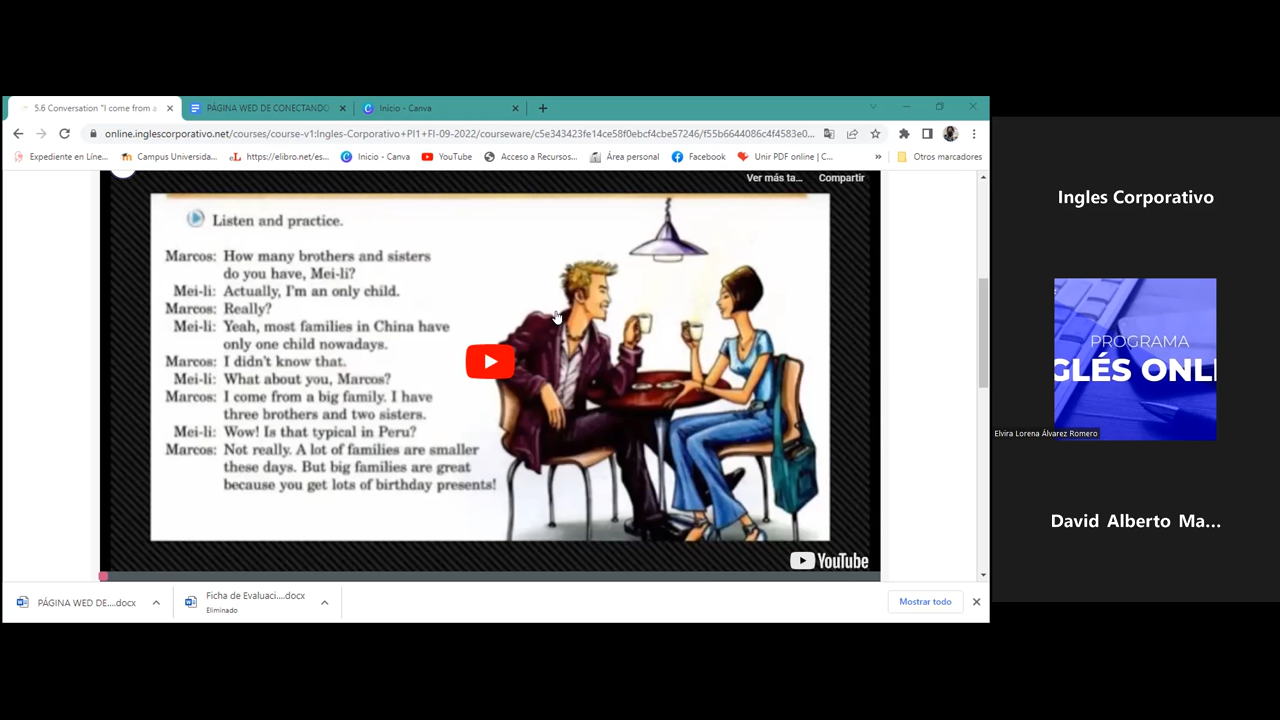 5.6 Conversation "I come from a
PÁGINA WED DE CONECTANDO
Inicio - Canva
online.inglescorporativo.net/courses/course-v1:Ingles-Corporativo+PI1+FI-09-2022/courseware/c5e343423fe14ce58f0ebcf4cbe57246/f55b6644086c4f4583e0...
Expediente en Líne...
Campus Universida...
https://elibro.net/es...
Inicio - Canva
YouTube
Acceso a Recursos...
Área personal
Facebook
Unir PDF online | C...
Otros marcadores
Ver más ta...
Compartir
Listen and practice.
Marcos: How many brothers and sisters
do you have, Mei-li?
Mei-li: Actually, I'm an only child.
Marcos: Really?
Mei-li: Yeah, most families in China have
only one child nowadays.
Marcos: I didn't know that.
Mei-li: What about you, Marcos?
Marcos: I come from a big family. I have
three brothers and two sisters.
Mei-li: Wow! Is that typical in Peru?
Marcos: Not really. A lot of families are smaller
these days. But big families are great
because you get lots of birthday presents!
YouTube
PÁGINA WED DE....docx
Ficha de Evaluaci....docx
Eliminado
Mostrar todo
Ingles Corporativo
PROGRAMA
GLÉS ONLI
Elvira Lorena Álvarez Romero
David Alberto Ma...